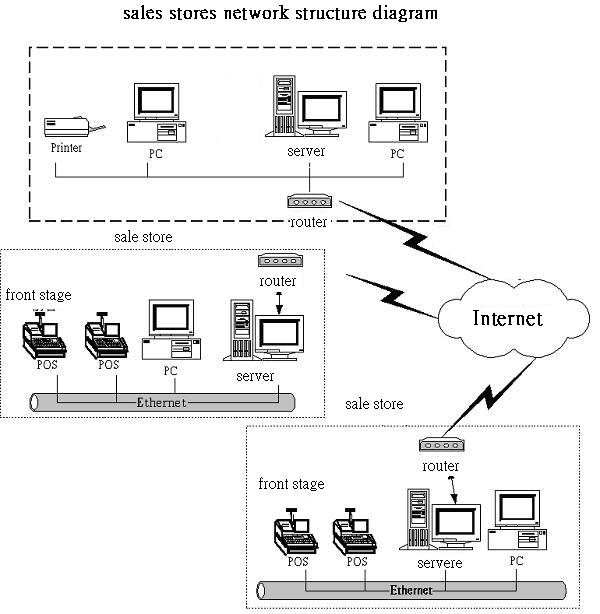 sales stores network structure diagram
Printer
PC
server
PC
router
sale store
router
front stage
POS
POS
PC
server
Ethernet
Internet
sale store
router
front stage
POS
POS
servere
PC
Ethernet